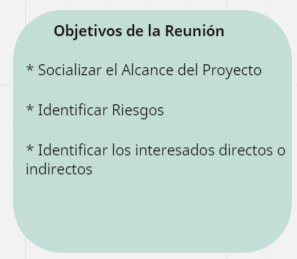 Objetivos de la Reunión
* Socializar el Alcance del Proyecto
* Identificar Riesgos
* Identificar los interesados directos o
indirectos